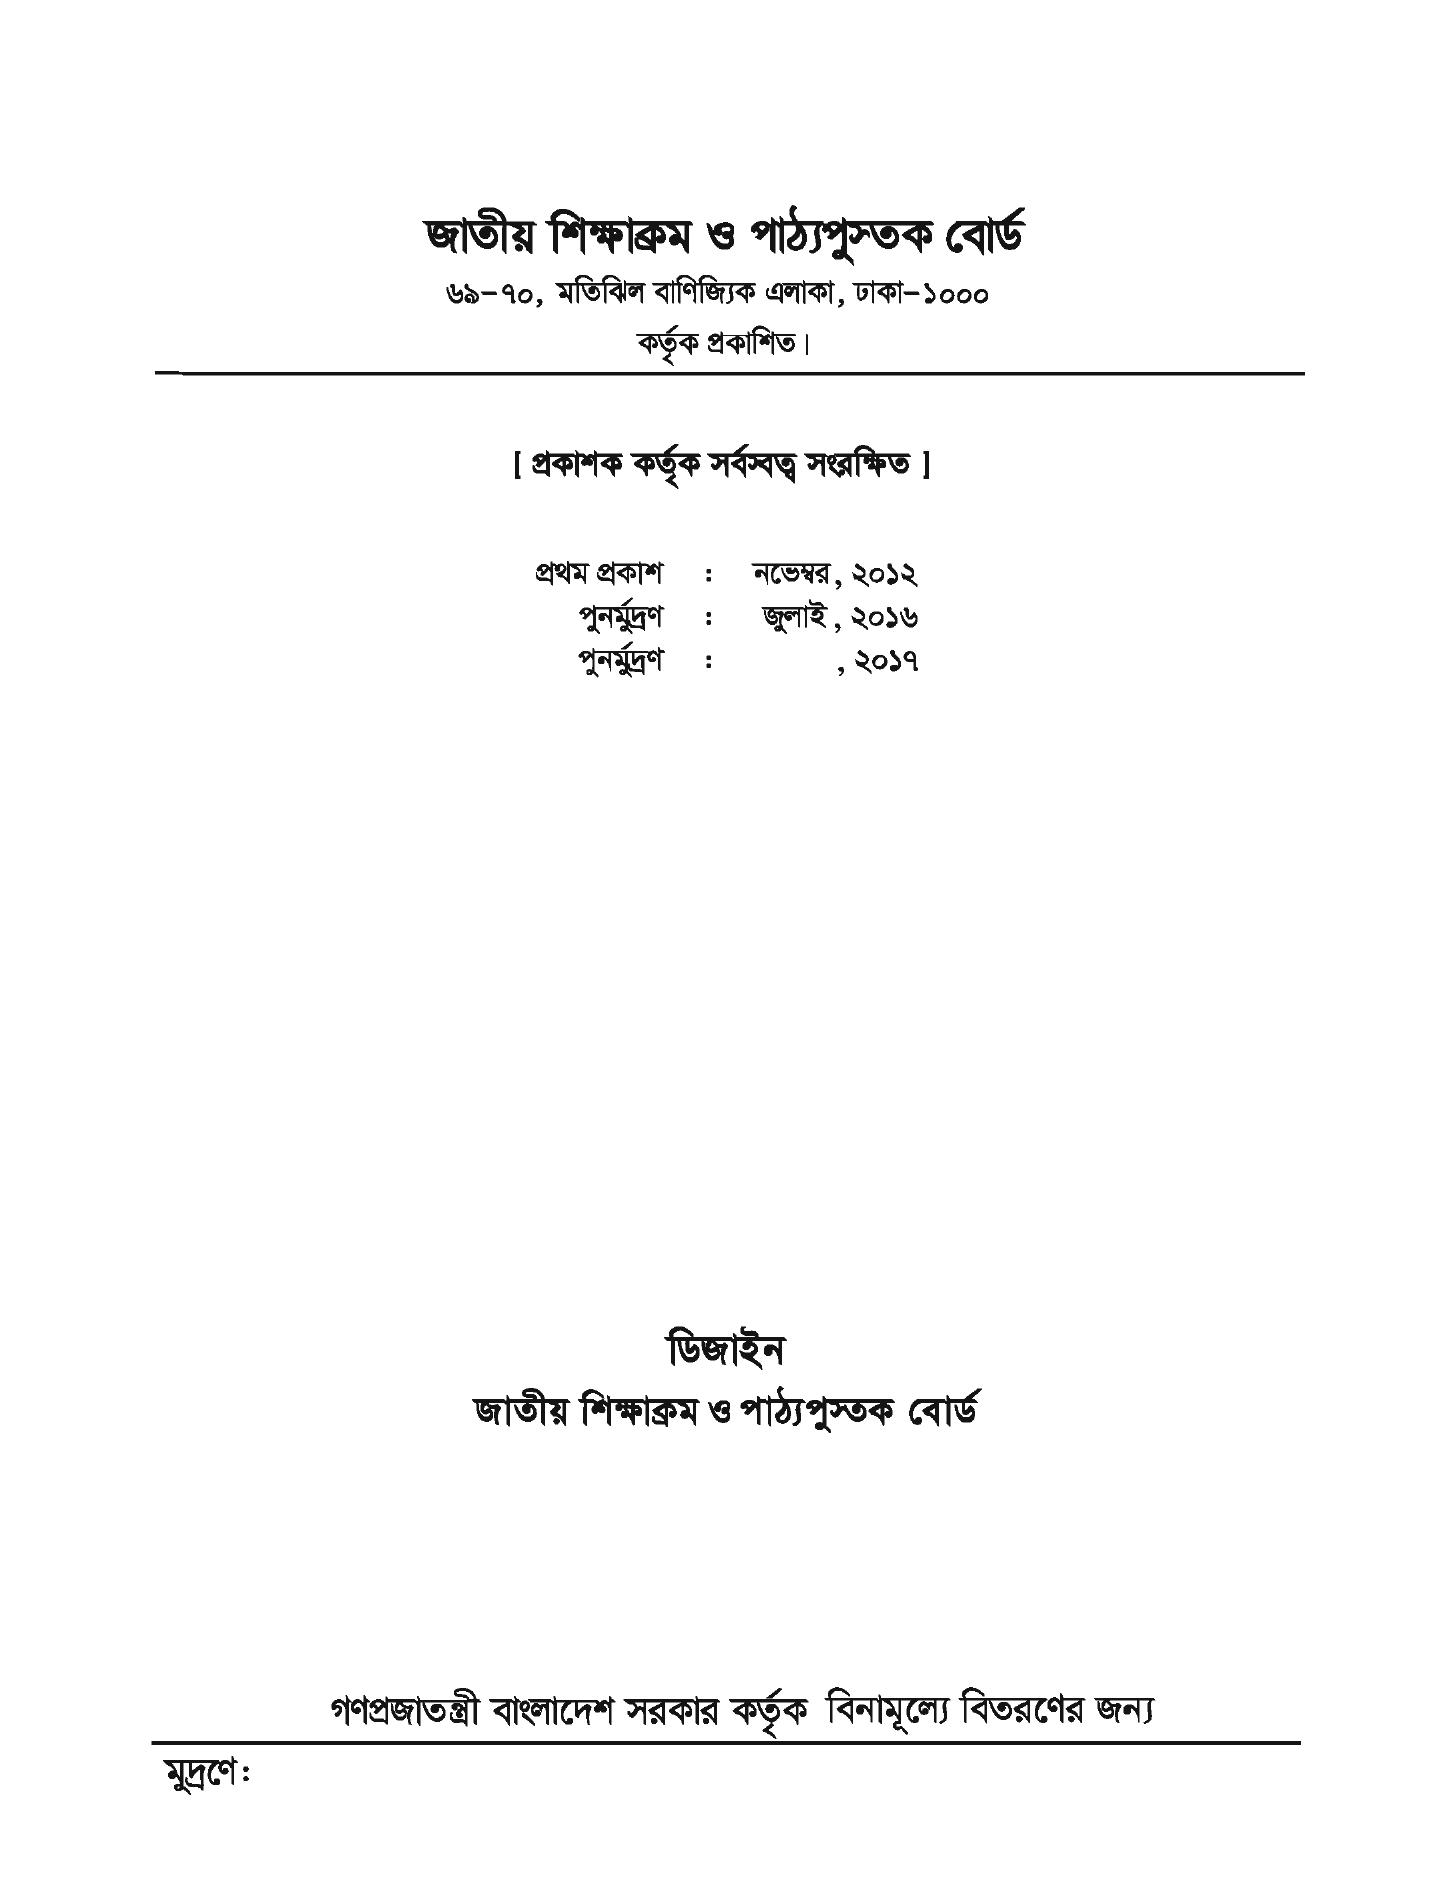 জাতীয় শিক্ষাক্রম ও পাঠ্যপুস্তক বোর্ড
৬৯–৭০, মতিঝিল বাণিজ্যিক এলাকা, ঢাকা–১০০০
কর্তৃক প্রকাশিত।
[ প্রকাশক কর্তৃক সর্বস্বত্ব সংরক্ষিত ]
প্রথম প্রকাশ : নভেম্বর, ২০১২
পুনর্মুদ্রণ : জুলাই , ২০১৬
পুনর্মুদ্রণ : , ২০১৭
ডিজাইন
জাতীয় শিক্ষাক্রম ও পাঠ্যপুস্তক বোর্ড
গণপ্রজাতন্ত্রী বাংলাদেশ সরকার কর্তৃক বিনামূল্যে বিতরণের জন্য
মুদ্রণে: